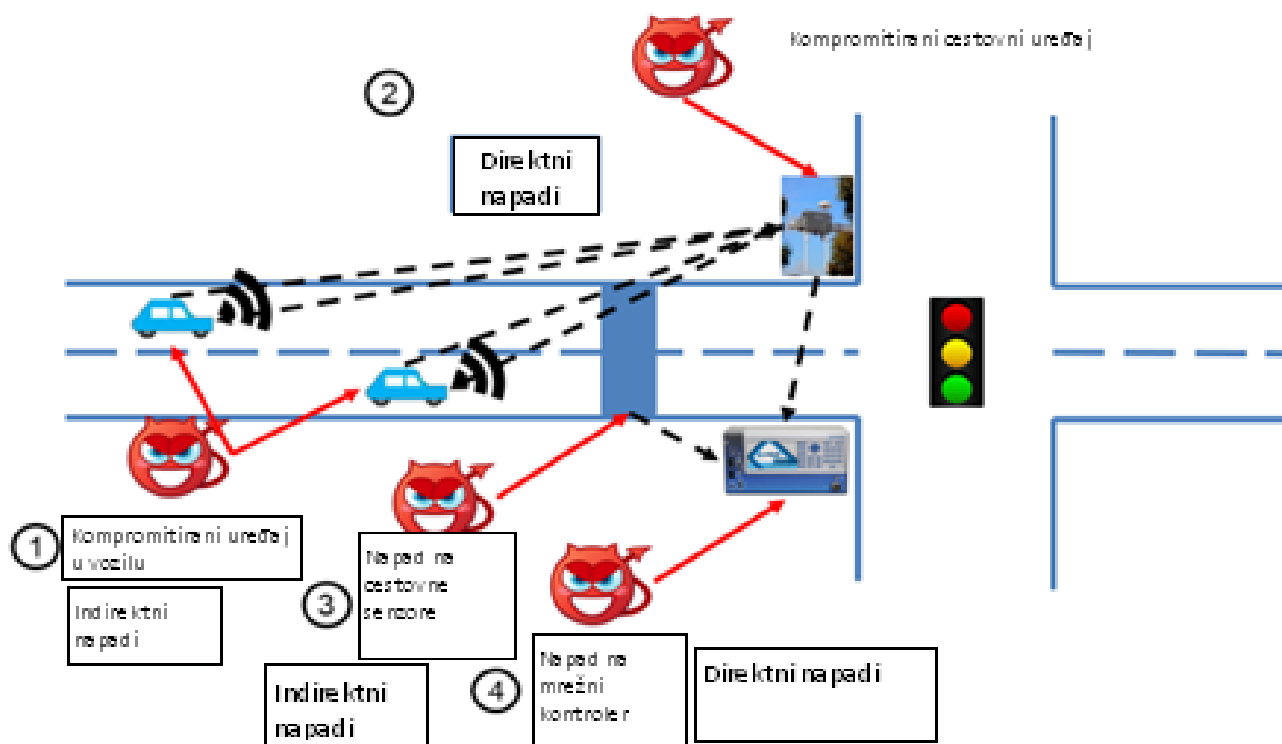 Kompromitirani cestovni uređaj
2
Direktni
napadi
1
Kompromitirani uređaj
u vozilu
Indirektni
napadi
3
Napad na
cestovne
senzore
Indirektni
napadi
4
Napad na
mrežni
kontroler
Direktni napadi